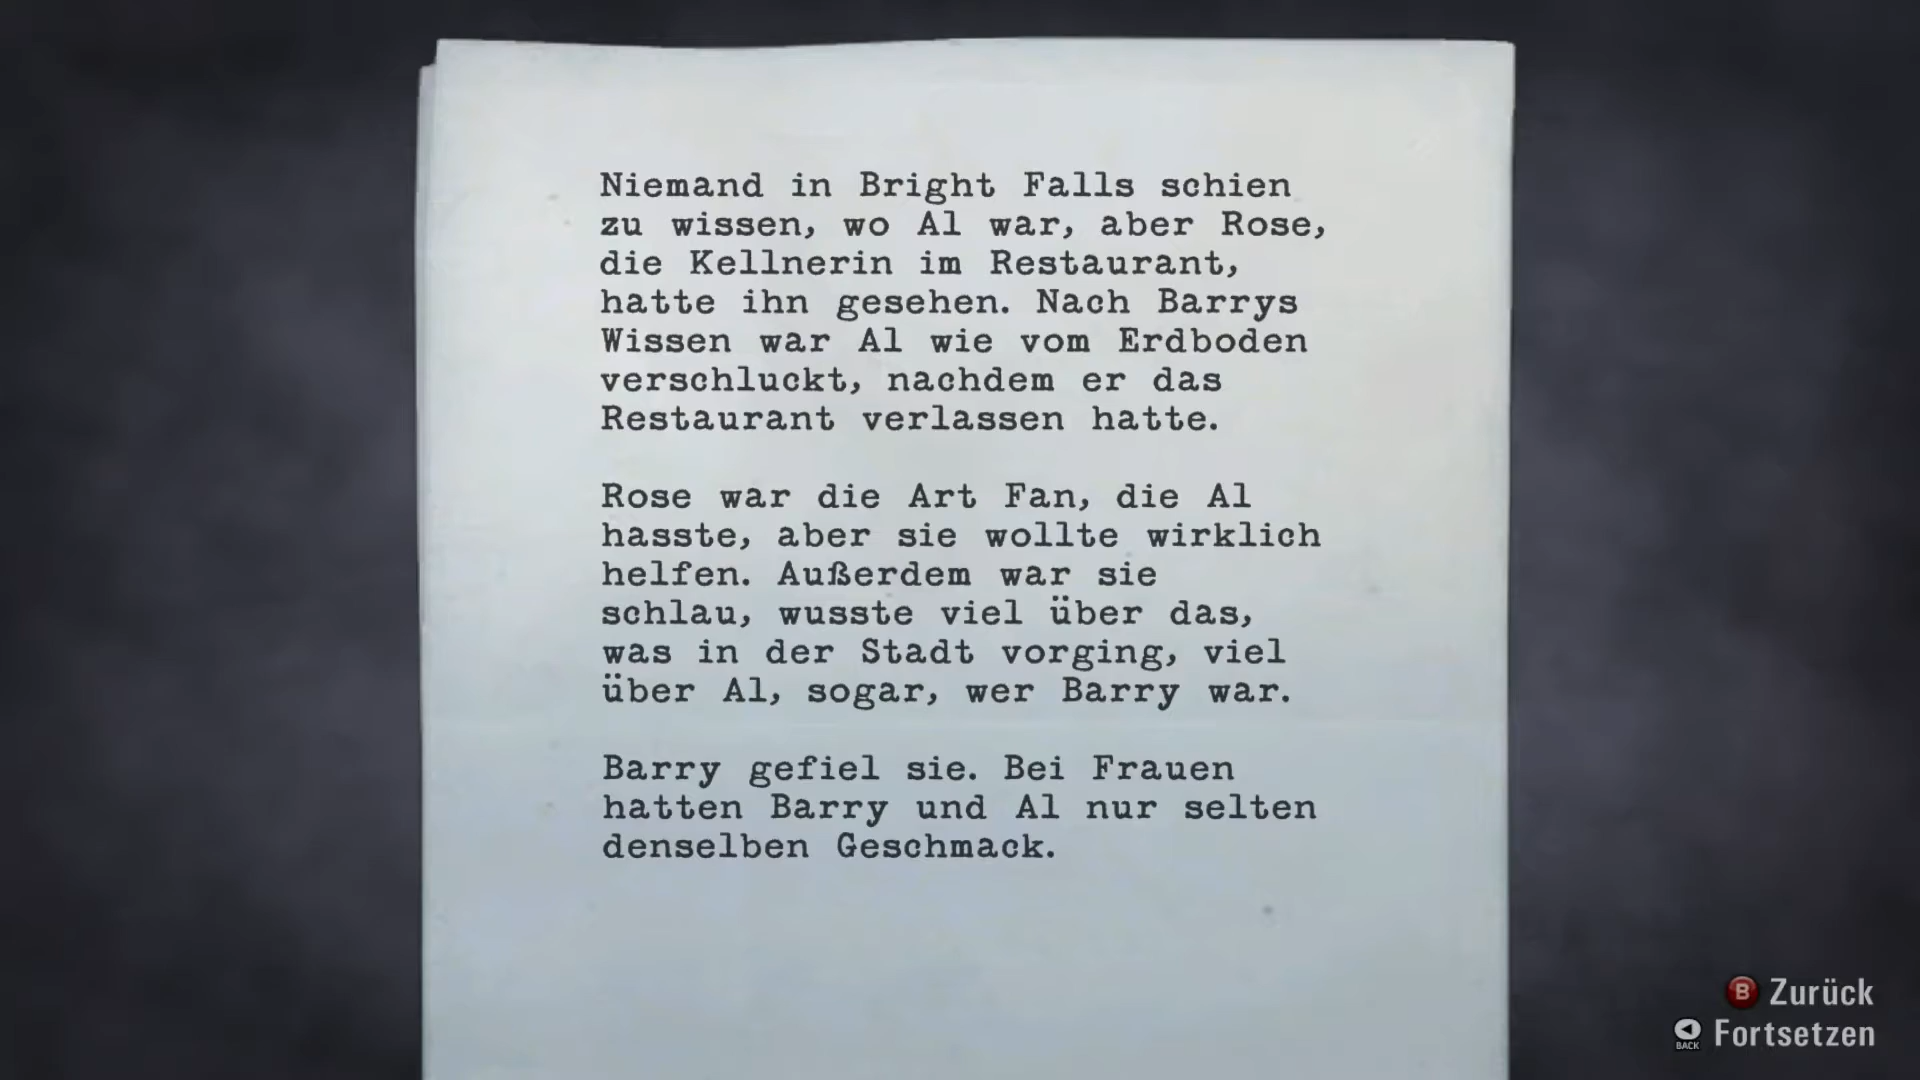 Niemand in Bright Falls schien
zu wissen, wo Al war, aber Rose,
die Kellnerin im Restaurant,
hatte ihn gesehen. Nach Barrys
Wissen war Al wie vom Erdboden
verschluckt, nachdem er das
Restaurant verlassen hatte.
Rose war die Art Fan, die Al
hasste, aber sie wollte wirklich
helfen. Außerdem war sie
schlau, wusste viel über das,
was in der Stadt vorging, viel
über Al, sogar, wer Barry war.
Barry gefiel sie. Bei Frauen
hatten Barry und Al nur selten
denselben Geschmack.
B Zurück
BACK Fortsetzen